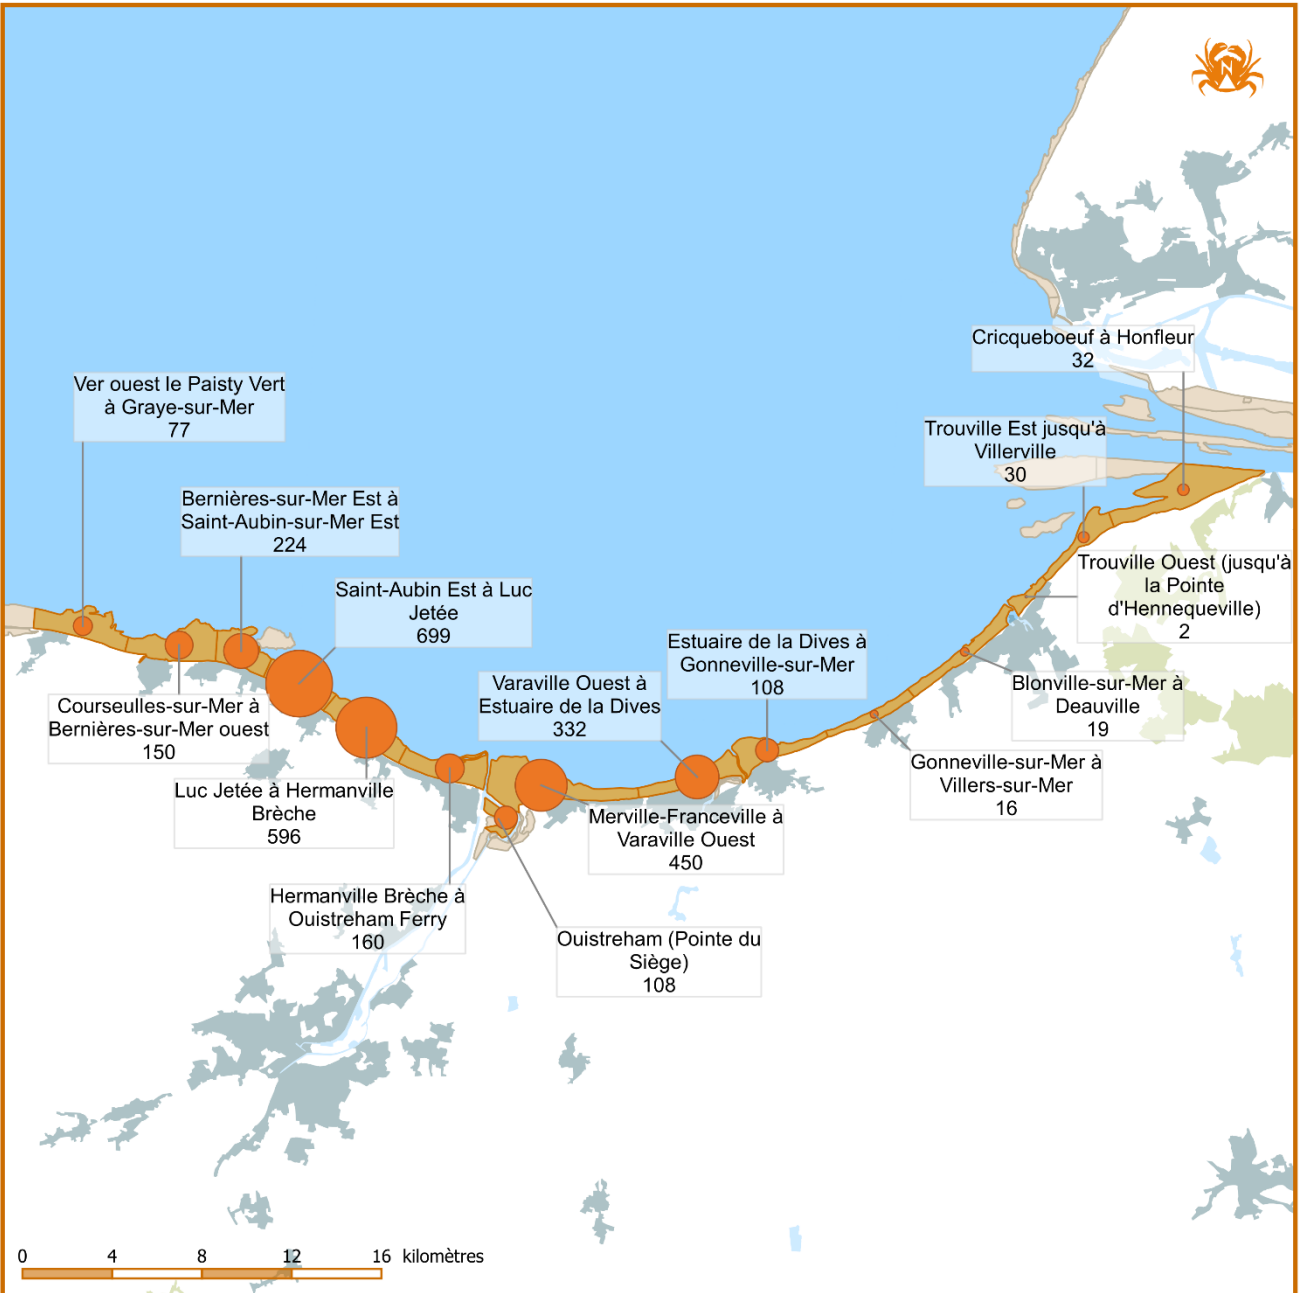 N
Cricqueboeuf à Honfleur
32
Ver ouest le Paisty Vert
à Graye-sur-Mer
77
Trouville Est jusqu'à
Villerville
30
Bernières-sur-Mer Est à
Saint-Aubin-sur-Mer Est
224
Trouville Ouest (jusqu'à
la Pointe
d'Hennequeville)
2
Saint-Aubin Est à Luc
Jetée
699
Estuaire de la Dives à
Gonneville-sur-Mer
108
Varaville Ouest à
Estuaire de la Dives
332
Blonville-sur-Mer à
Deauville
19
Courseulles-sur-Mer à
Bernières-sur-Mer ouest
150
Gonneville-sur-Mer à
Villers-sur-Mer
16
Luc Jetée à Hermanville
Brèche
596
Merville-Franceville à
Varaville Ouest
450
Hermanville Brèche à
Ouistreham Ferry
160
Ouistreham (Pointe du
Siège)
108
0 4 8 12 16 kilomètres